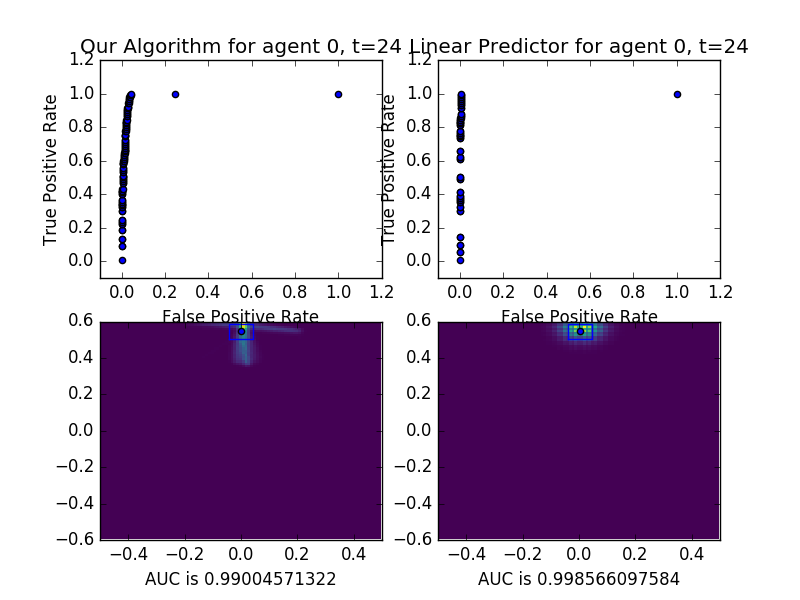 Our Algorithm for agent 0, t=24
Linear Predictor for agent 0, t=24
1.2
1.0
0.8
0.6
0.4
0.2
0.0
True Positive Rate
0.0 0.2 0.4 0.6 0.8 1.0 1.2
False Positive Rate
1.2
1.0
0.8
0.6
0.4
0.2
0.0
True Positive Rate
0.0 0.2 0.4 0.6 0.8 1.0 1.2
False Positive Rate
0.6
0.4
0.2
0.0
−0.2
−0.4
−0.6
−0.4 −0.2 0.0 0.2 0.4
AUC is 0.99004571322
0.6
0.4
0.2
0.0
−0.2
−0.4
−0.6
−0.4 −0.2 0.0 0.2 0.4
AUC is 0.998566097584